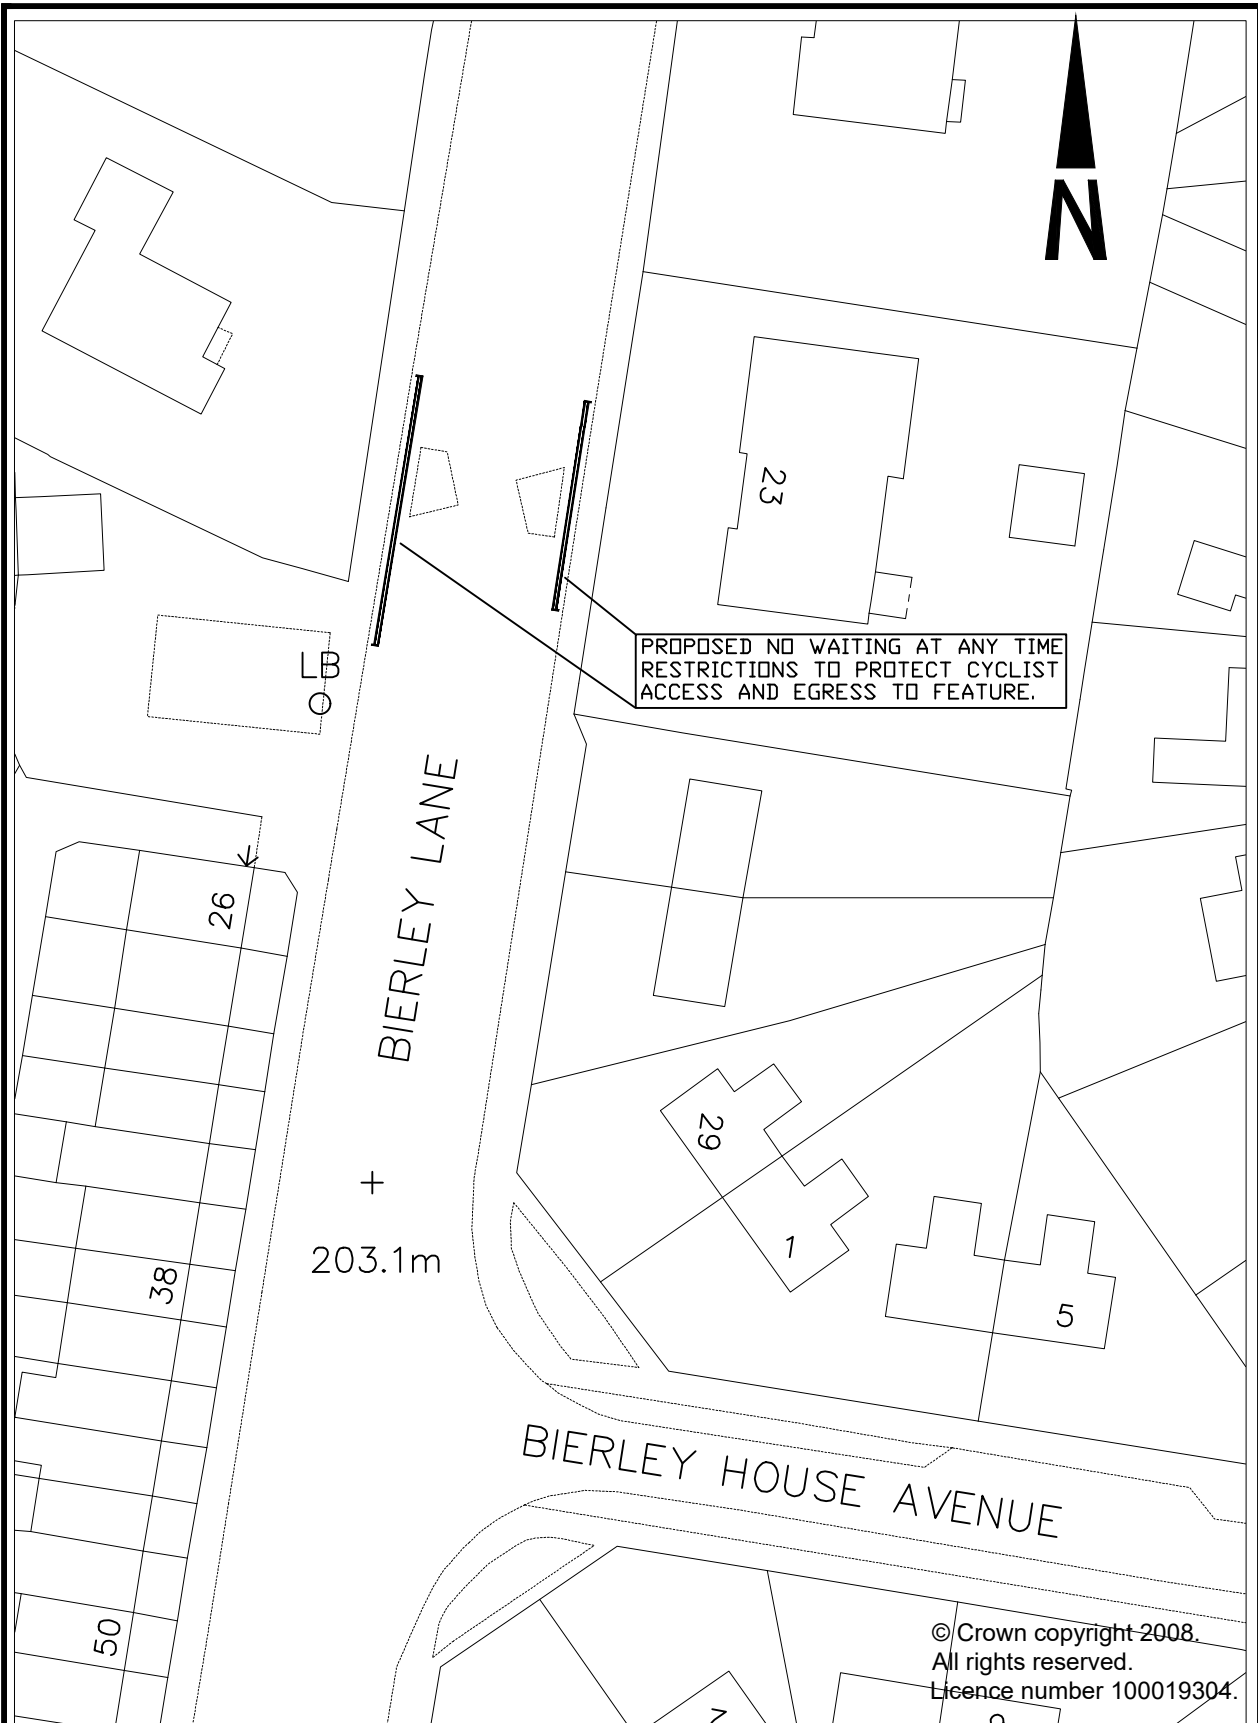 N
23
PROPOSED NO WAITING AT ANY TIME
RESTRICTIONS TO PROTECT CYCLIST
ACCESS AND EGRESS TO FEATURE.
LB
BIERLEY LANE
26
29
1
203.1m
38
5
BIERLEY HOUSE AVENUE
50
© Crown copyright 2008.
All rights reserved.
Licence number 100019304.